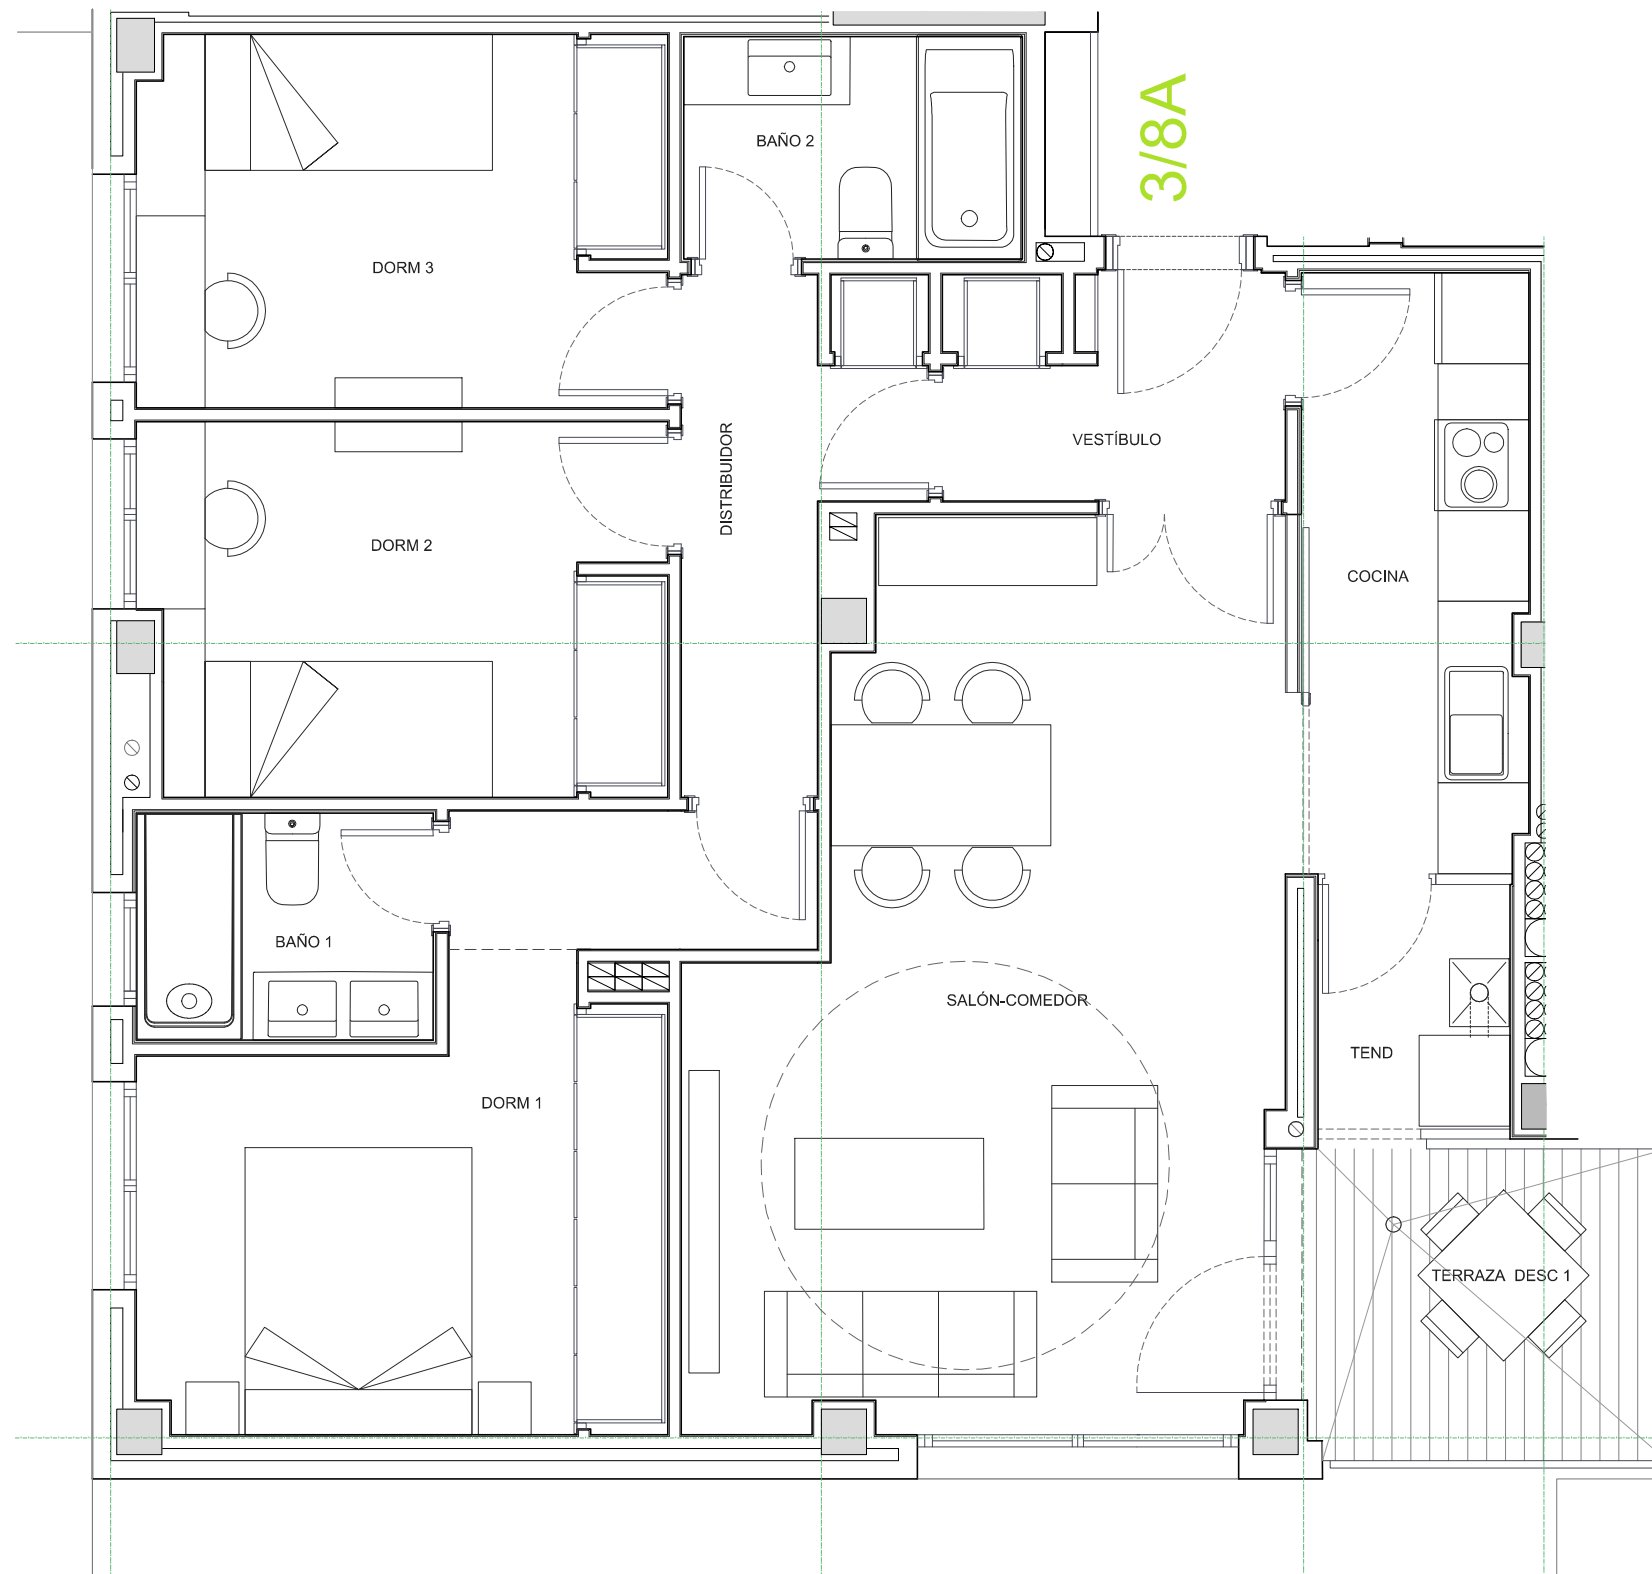 3/8A
BAÑO 2
DORM 3
DISTRIBUIDOR
VESTÍBULO
DORM 2
COCINA
BAÑO 1
SALÓN-COMEDOR
TEND
DORM 1
TERRAZA DESC 1